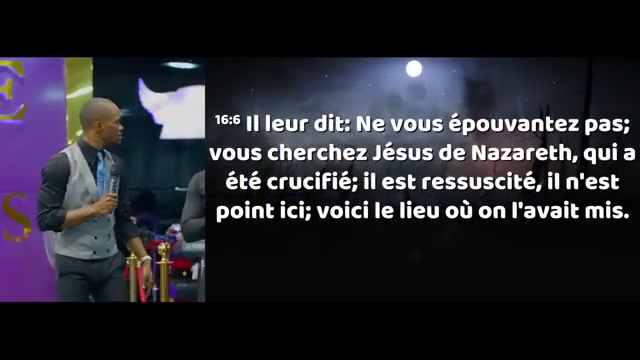 E
S
16:6 Il leur dit: Ne vous épouvantez pas;
vous cherchez Jésus de Nazareth, qui a
été crucifié; il est ressuscité, il n'est
point ici; voici le lieu où on l'avait mis.